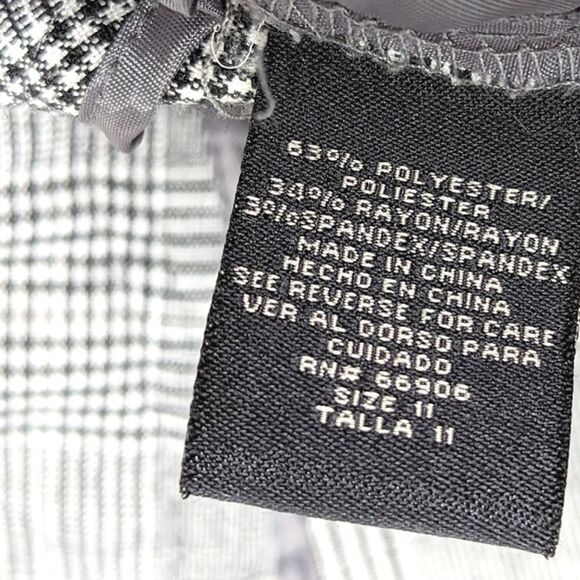 63% POLYESTER/
POLIESTER
34% RAYON/RAYON
3%SPANDEX/SPANDEX
MADE IN CHINA
HECHO EN CHINA
SEE REVERSE FOR CARE
VER AL DORSO PARA
CUIDADO
RN# 66906
SIZE 11
TALLA 11